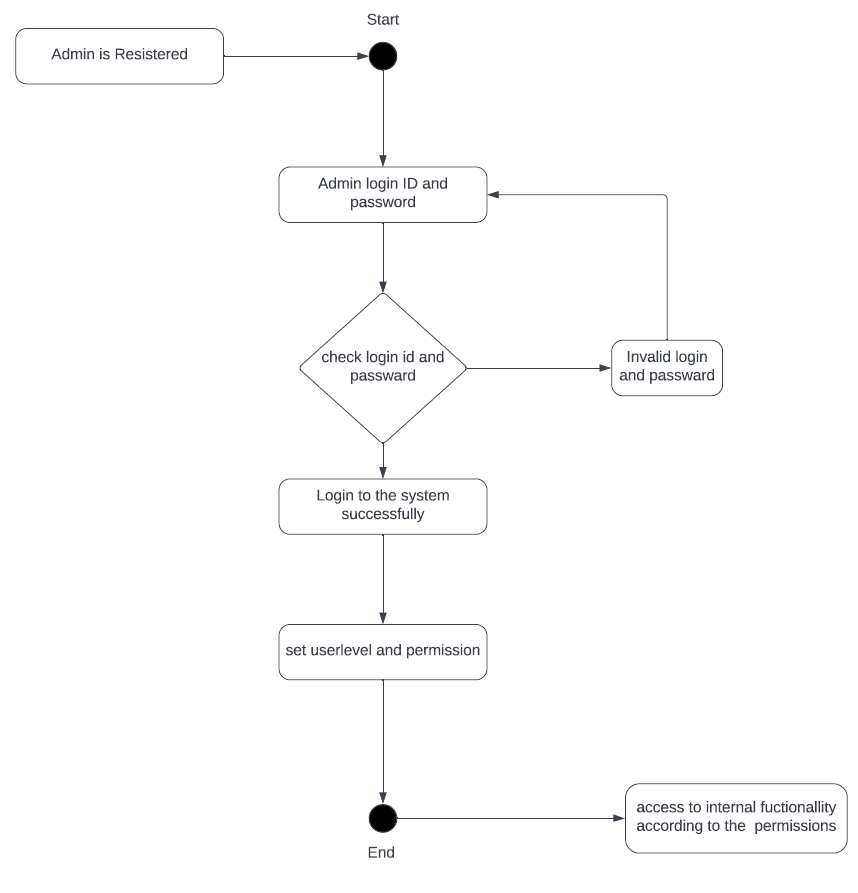 Start
Admin is Resistered
Admin login ID and
password
check login id and
passward
Invalid login
and passward
Login to the system
successfully
set userlevel and permission
access to internal fuctionallity
according to the  permissions
End